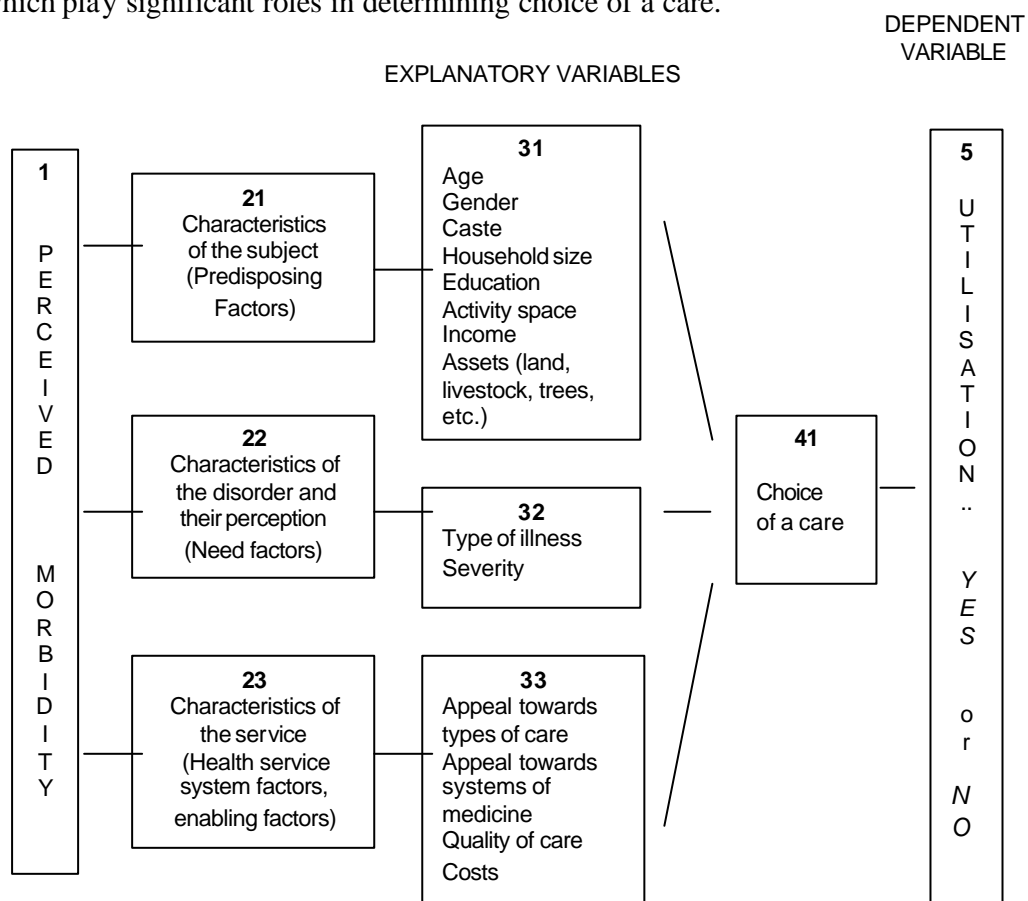 which play significant roles in determining choice of a care.
DEPENDENT
VARIABLE
EXPLANATORY VARIABLES
1
PERCEIVED
MORBIDITY
21
Characteristics
of the subject
(Predisposing
Factors)
22
Characteristics of
the disorder and
their perception
(Need factors)
23
Characteristics of
the service
(Health service
system factors,
enabling factors)
31
Age
Gender
Caste
Household size
Education
Activity space
Income
Assets (land,
livestock, trees,
etc.)
32
Type of illness
Severity
33
Appeal towards
types of care
Appeal towards
systems of
medicine
Quality of care
Costs
41
Choice
of a care
5
UTILISATION..
YES
or
NO